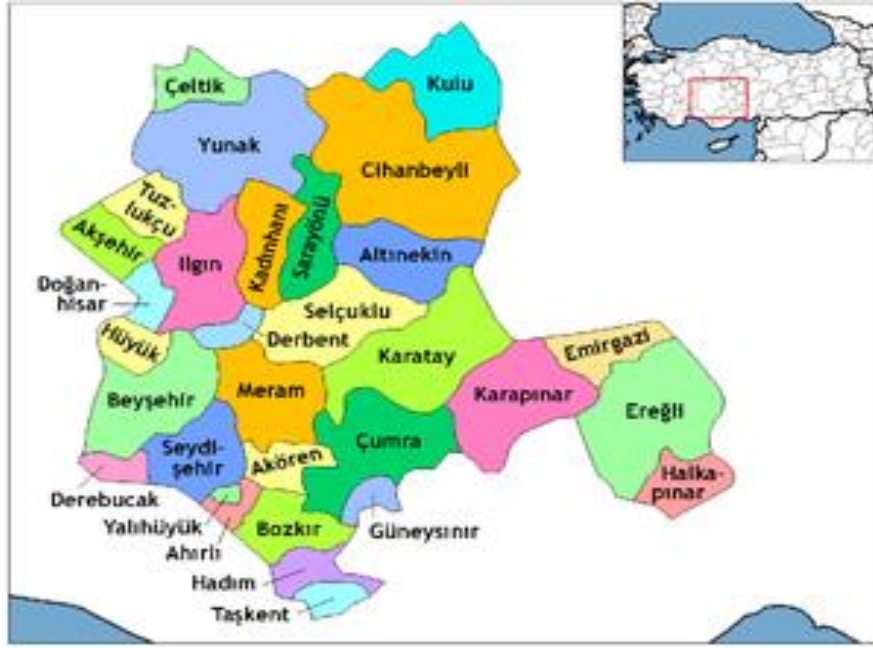 Çeltik
Kulu
Yunak
Cihanbeyli
Tuz-
lukçu
Akşehir
Ilgın
Kadınhanı
Sarayönü
Altınekin
Doğan-
hisar
Selçuklu
Derbent
Hüyük
Karatay
Emirgazi
Beyşehir
Meram
Karapınar
Ereğli
Seydi-
şehir
Akören
Çumra
Halka-
pınar
Derebucak
Yalıhüyük
Ahırlı
Bozkır
Güneysınır
Hadım
Taşkent